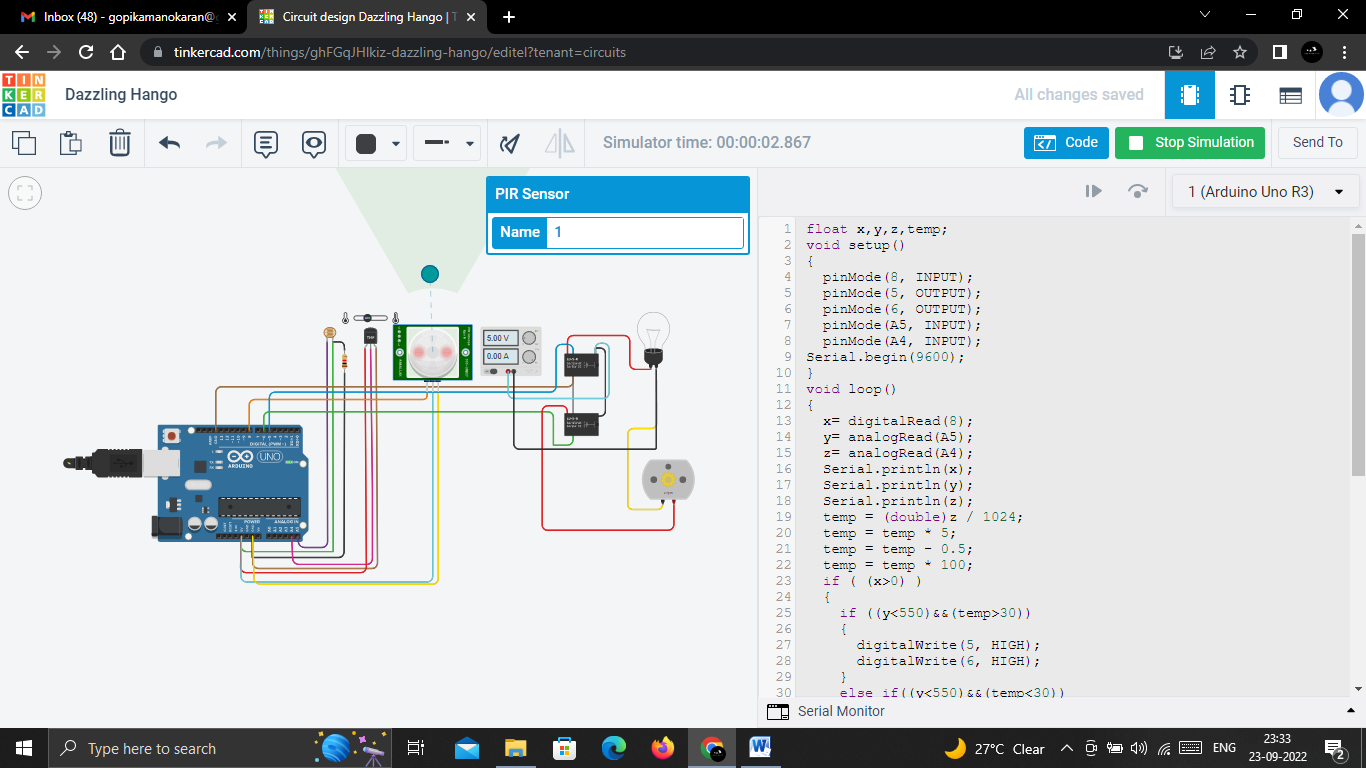 Inbox (48) - gopikamanokaran@g
Circuit design Dazzling Hango | T
tinkercad.com/things/ghFGqJHlkiz-dazzling-hango/editel?tenant=circuits
TIN
KER
CAD
Dazzling Hango
All changes saved
Simulator time: 00:00:02.867
Code
Stop Simulation
Send To
PIR Sensor
Name 1
1 (Arduino Uno R3)
5.00 V
0.00 A
TMP
DIGITAL (PWM~)
UNO
ARDUINO
POWER
ANALOG IN
1 float x,y,z,temp;
2 void setup()
3 {
4 pinMode(8, INPUT);
5 pinMode(5, OUTPUT);
6 pinMode(6, OUTPUT);
7 pinMode(A5, INPUT);
8 pinMode(A4, INPUT);
9 Serial.begin(9600);
10 }
11 void loop()
12 {
13 x= digitalRead(8);
14 y= analogRead(A5);
15 z= analogRead(A4);
16 Serial.println(x);
17 Serial.println(y);
18 Serial.println(z);
19 temp = (double)z / 1024;
20 temp = temp * 5;
21 temp = temp - 0.5;
22 temp = temp * 100;
23 if ( (x>0) )
24 {
25 if ((y<550)&&(temp>30))
26 {
27 digitalWrite(5, HIGH);
28 digitalWrite(6, HIGH);
29 }
30 else if((y<550)&&(temp<30))
Serial Monitor
Type here to search
27°C Clear
ENG
23:33
23-09-2022
2